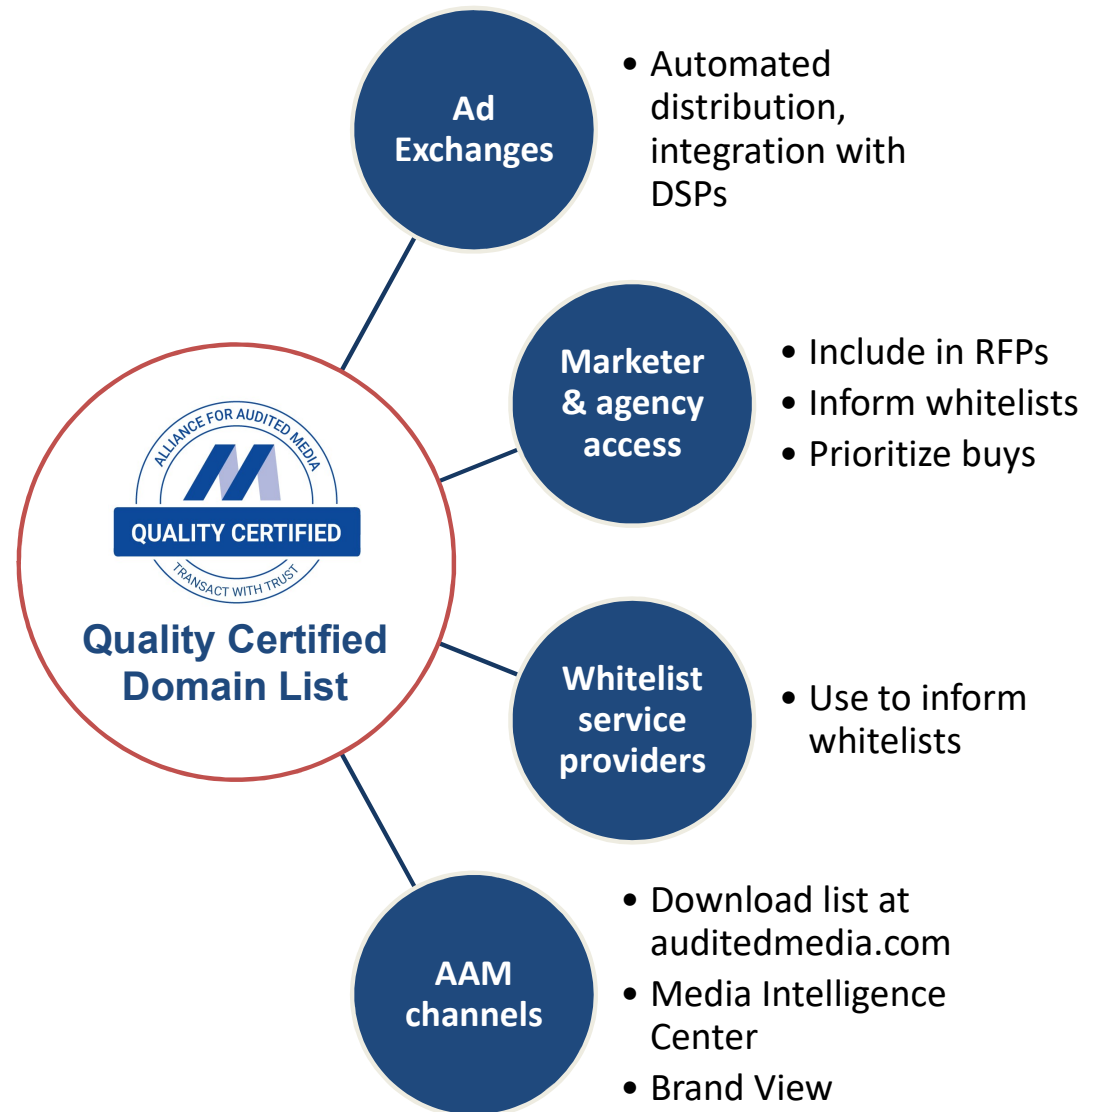 Ad
Exchanges
• Automated
distribution,
integration with
DSPs
Marketer
& agency
access
• Include in RFPs
• Inform whitelists
• Prioritize buys
ALLIANCE FOR AUDITED MEDIA
QUALITY CERTIFIED
TRANSACT WITH TRUST
Quality Certified
Domain List
Whitelist
service
providers
• Use to inform
whitelists
AAM
channels
• Download list at
auditedmedia.com
• Media Intelligence
Center
• Brand View